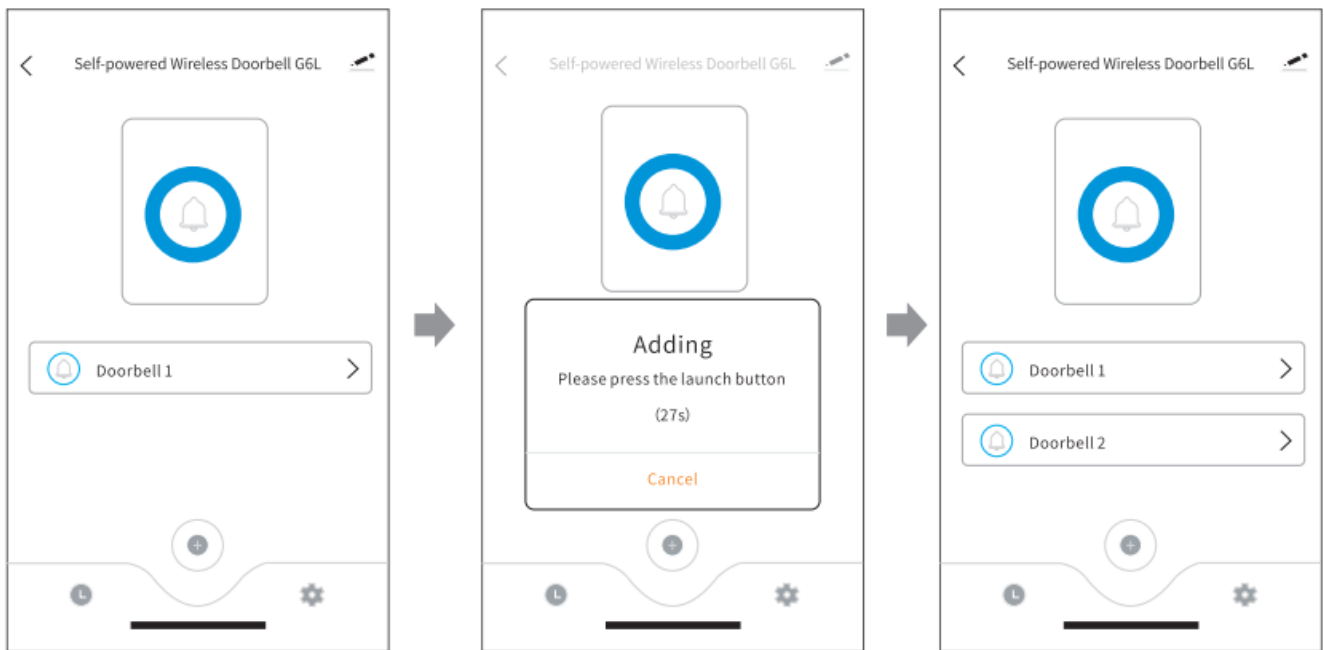 Self-powered Wireless Doorbell G6L
Doorbell 1
Self-powered Wireless Doorbell G6L
Adding
Please press the launch button
(27s)
Cancel
Self-powered Wireless Doorbell G6L
Doorbell 1
Doorbell 2